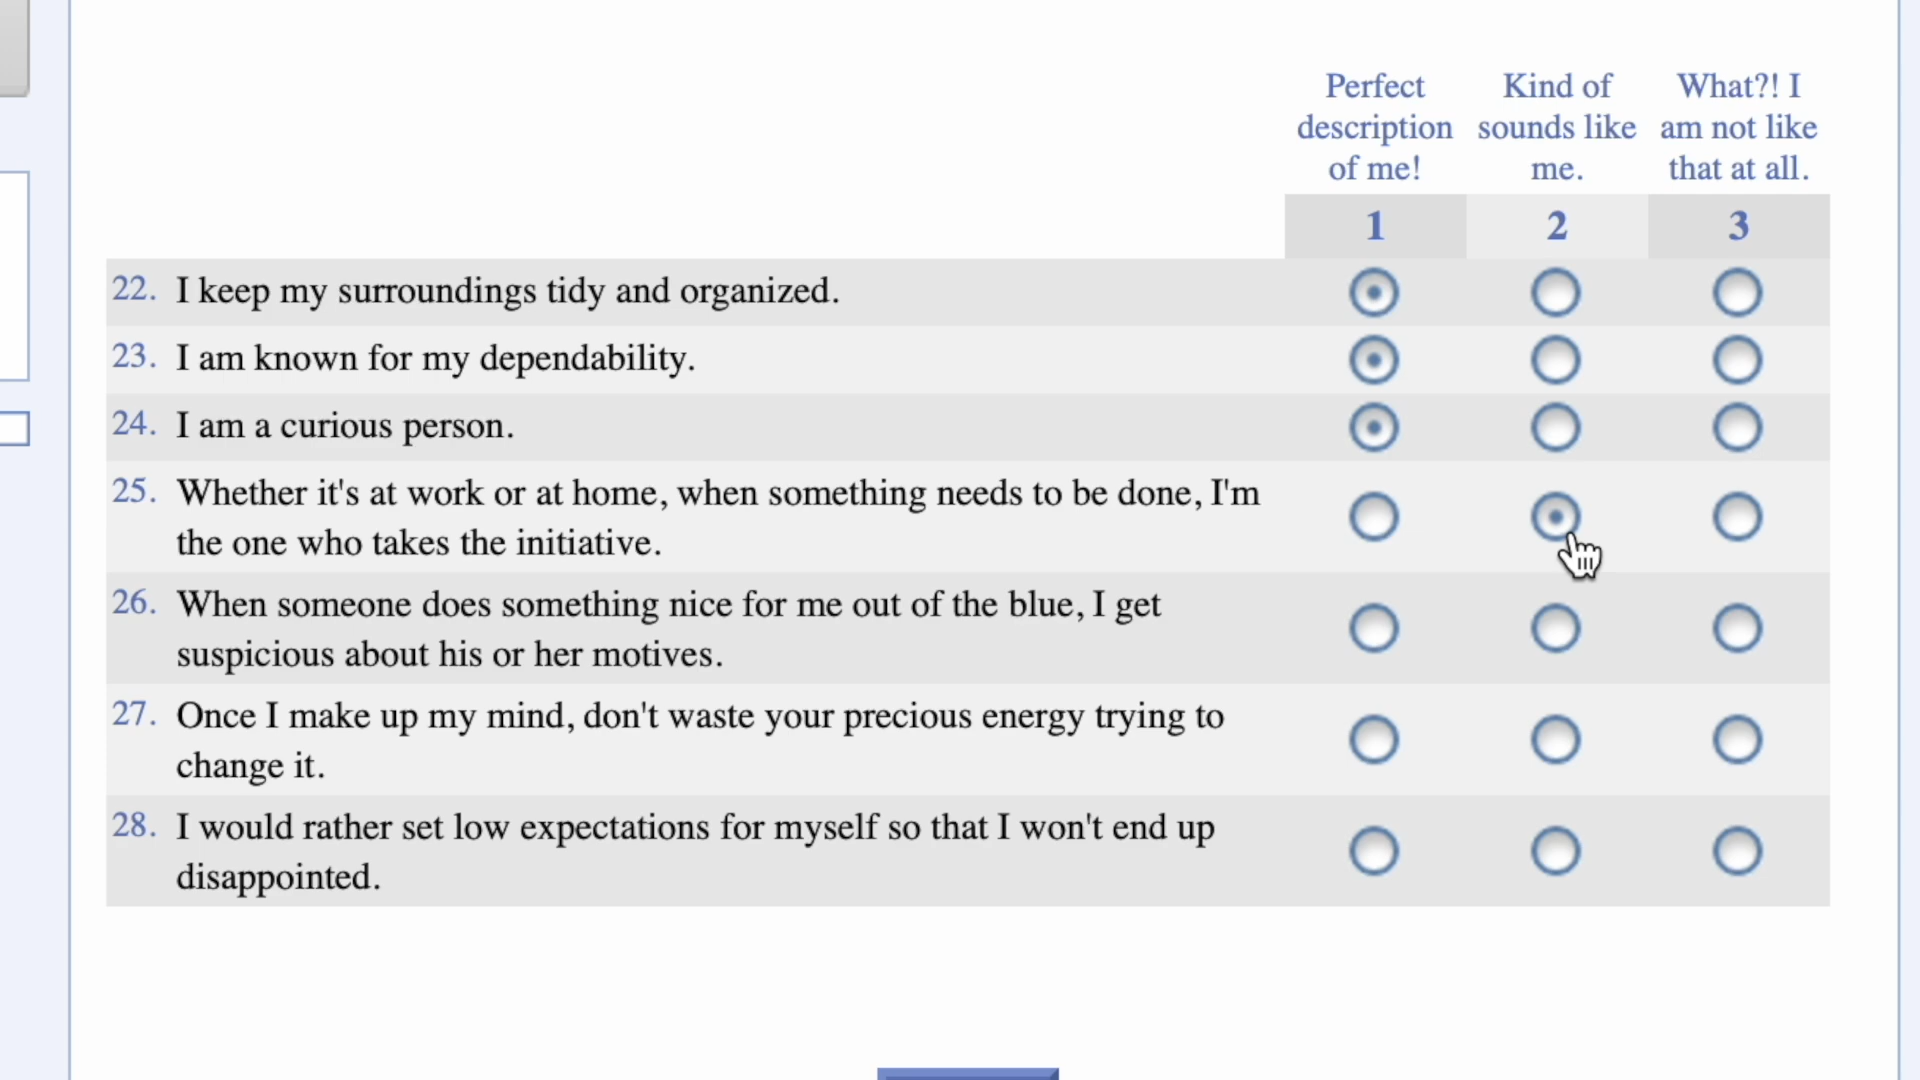 Perfect description of me!
Kind of sounds like me.
What?! I am not like that at all.
1 2 3
22. I keep my surroundings tidy and organized.
23. I am known for my dependability.
24. I am a curious person.
25. Whether it's at work or at home, when something needs to be done, I'm
the one who takes the initiative.
26. When someone does something nice for me out of the blue, I get
suspicious about his or her motives.
27. Once I make up my mind, don't waste your precious energy trying to
change it.
28. I would rather set low expectations for myself so that I won't end up
disappointed.